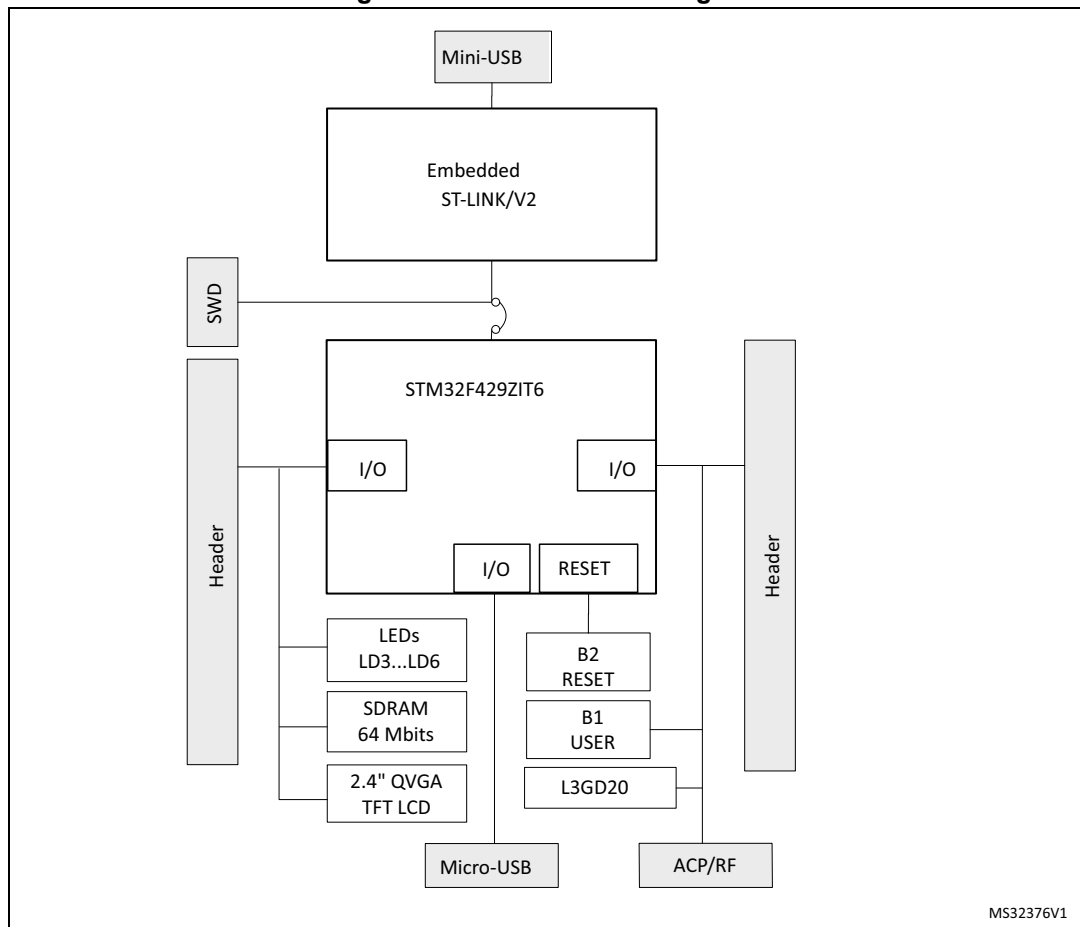 Mini-USB
Embedded
ST-LINK/V2
SWD
STM32F429ZIT6
I/O
I/O
Header
Header
I/O
RESET
LEDs
LD3...LD6
B2
RESET
SDRAM
64 Mbits
B1
USER
2.4" QVGA
TFT LCD
L3GD20
Micro-USB
ACP/RF
MS32376V1